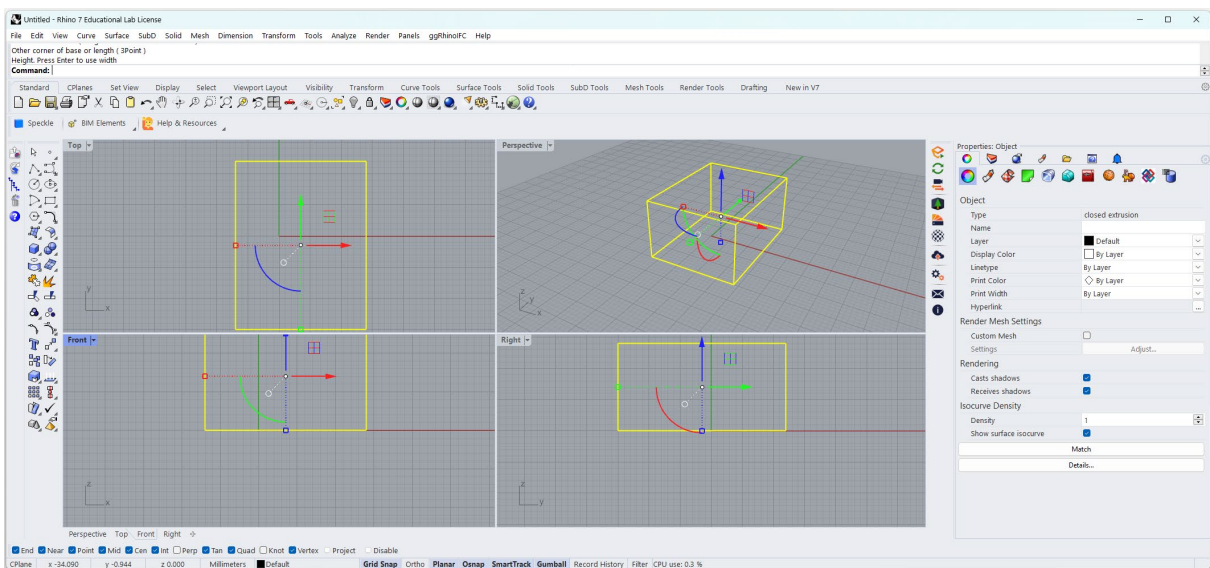 Untitled - Rhino 7 Educational Lab License
File Edit View Curve Surface SubD Solid Mesh Dimension Transform Tools Analyze Render Panels ggRhinoIFC Help
Other corner of base or length ( 3Point )
Height. Press Enter to use width
Command:
Standard CPlanes Set View Display Select Viewport Layout Visibility Transform Curve Tools Surface Tools Solid Tools SubD Tools Mesh Tools Render Tools Drafting New in V7
Speckle BIM Elements Help & Resources
Top
Perspective
Properties: Object
Object
Type closed extrusion
Name
Layer Default
Display Color By Layer
Linetype By Layer
Print Color By Layer
Print Width By Layer
Hyperlink ...
Render Mesh Settings
Custom Mesh
Settings Adjust...
Rendering
Casts shadows
Receives shadows
Isocurve Density
Density 1
Show surface isocurve
Match
Details...
y
x
z
y
x
Front
Right
z
x
z
y
Perspective Top Front Right
End Near Point Mid Cen Int Perp Tan Quad Knot Vertex Project Disable
CPlane x -34.090 y -0.944 z 0.000 Millimeters Default Grid Snap Ortho Planar Osnap SmartTrack Gumball Record History Filter CPU use: 0.3 %